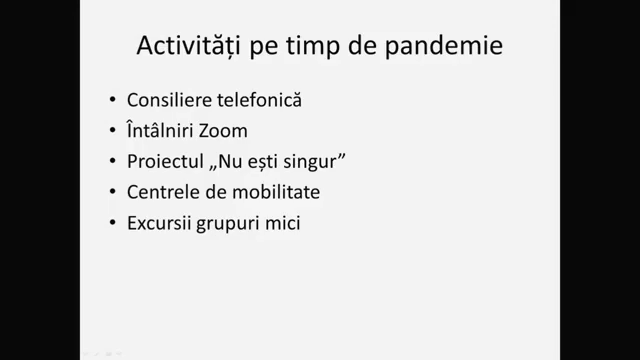 Activități pe timp de pandemie
• Consiliere telefonică
• Întâlniri Zoom
• Proiectul „Nu ești singur”
• Centrele de mobilitate
• Excursii grupuri mici